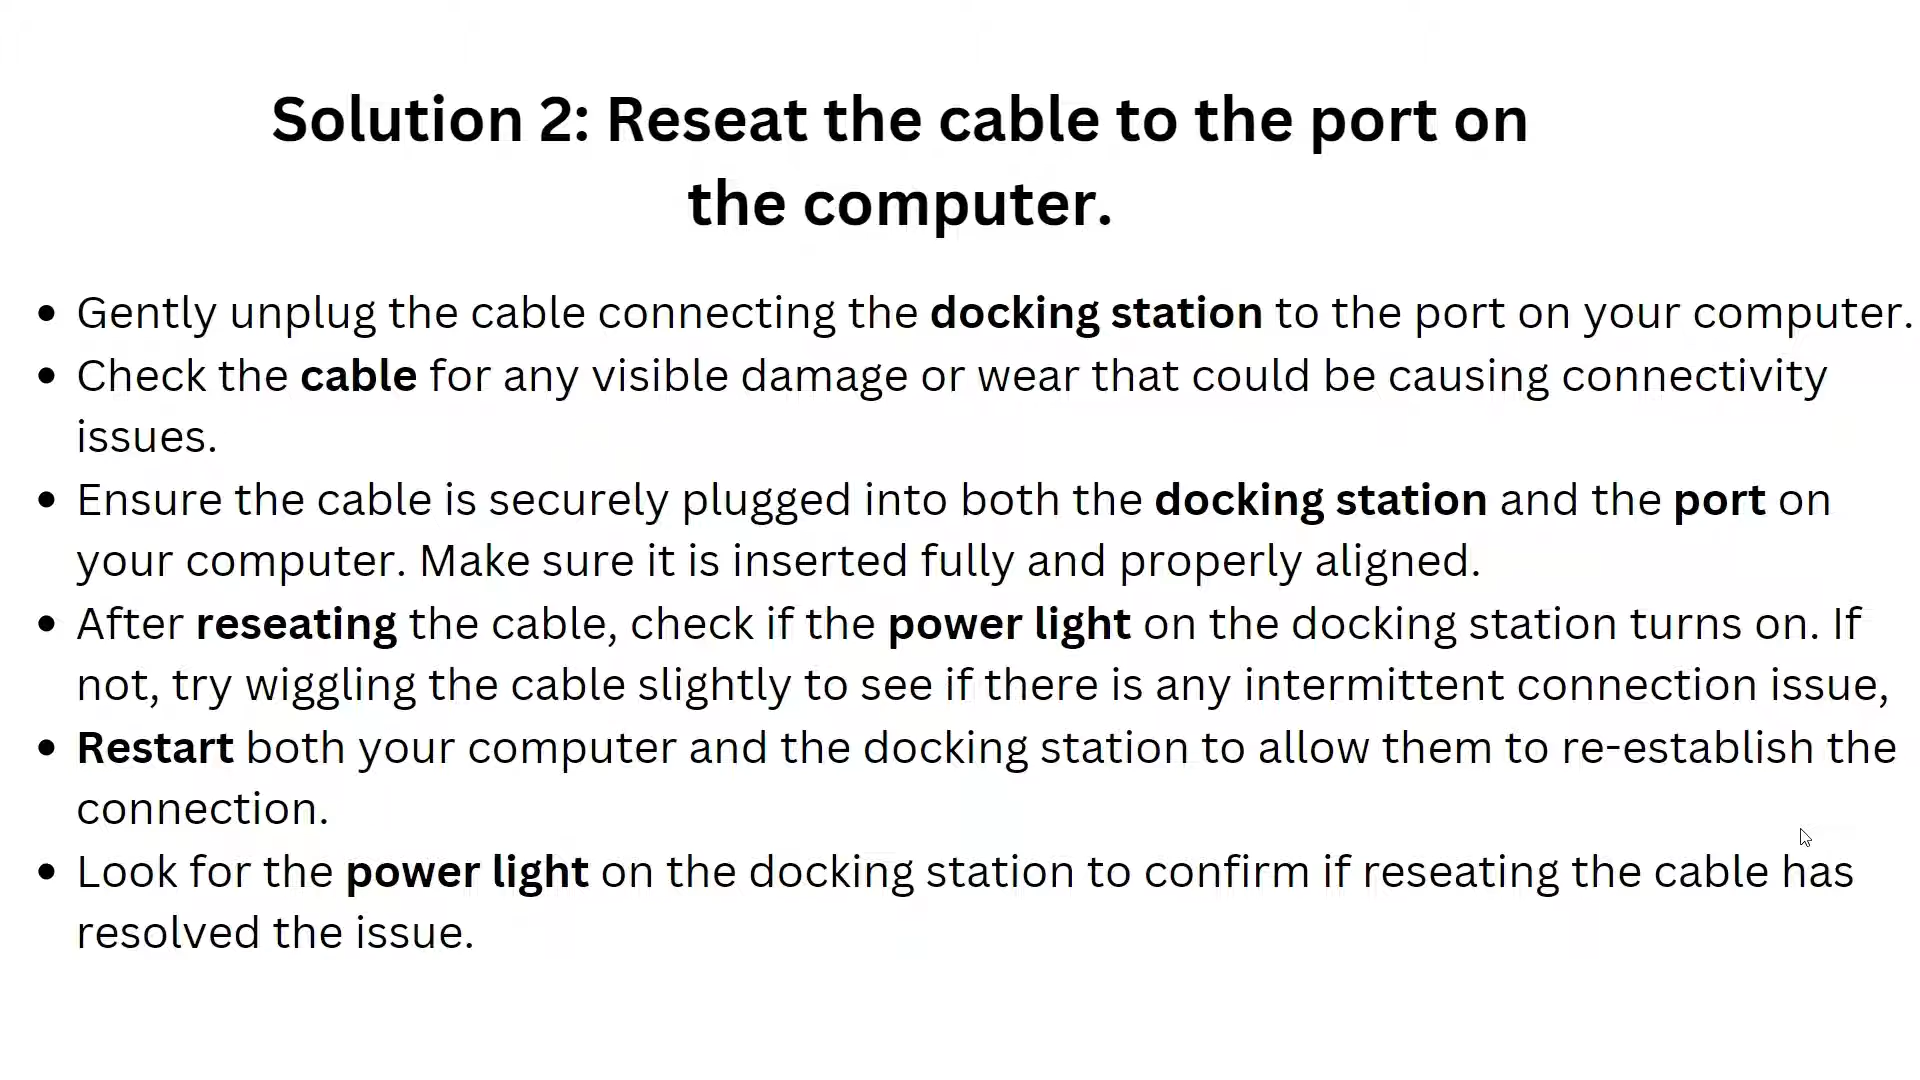 Solution 2: Reseat the cable to the port on
the computer.
• Gently unplug the cable connecting the docking station to the port on your computer.
• Check the cable for any visible damage or wear that could be causing connectivity
issues.
• Ensure the cable is securely plugged into both the docking station and the port on
your computer. Make sure it is inserted fully and properly aligned.
• After reseating the cable, check if the power light on the docking station turns on. If
not, try wiggling the cable slightly to see if there is any intermittent connection issue,
• Restart both your computer and the docking station to allow them to re-establish the
connection.
• Look for the power light on the docking station to confirm if reseating the cable has
resolved the issue.